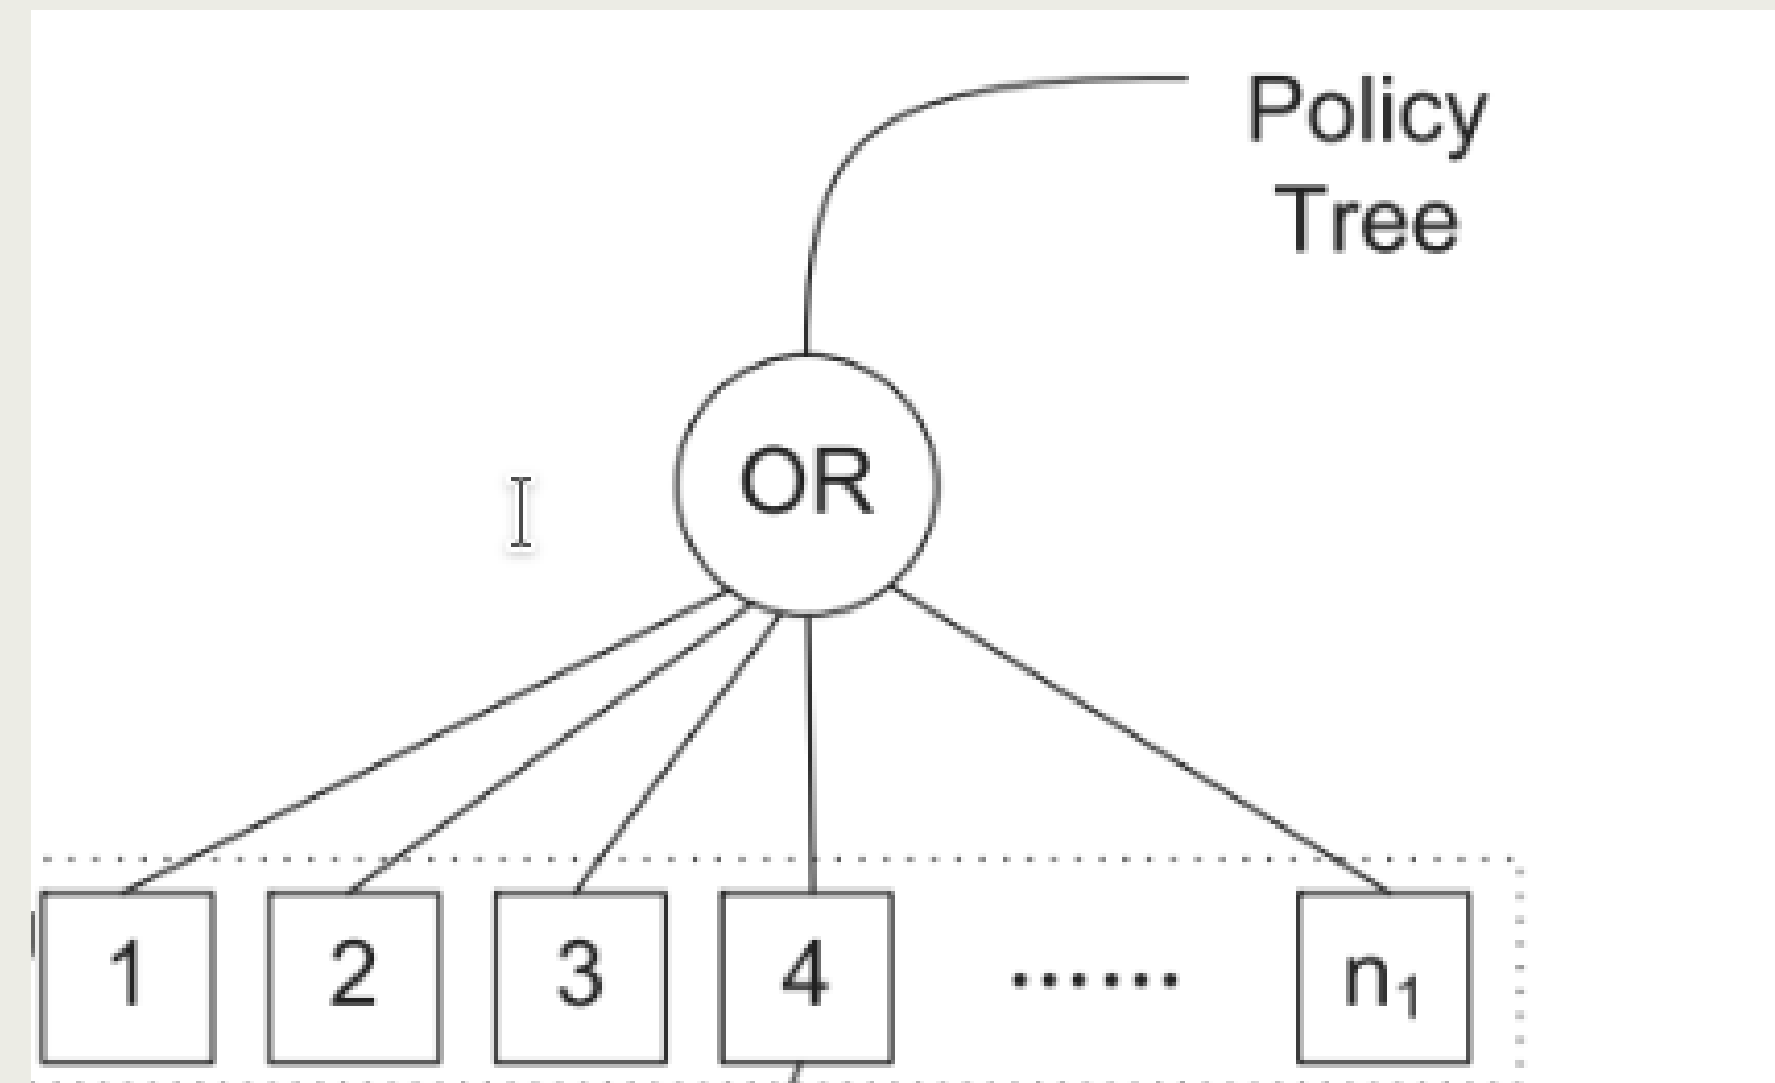 Policy
Tree
OR
1 2 3 4 ...... n₁